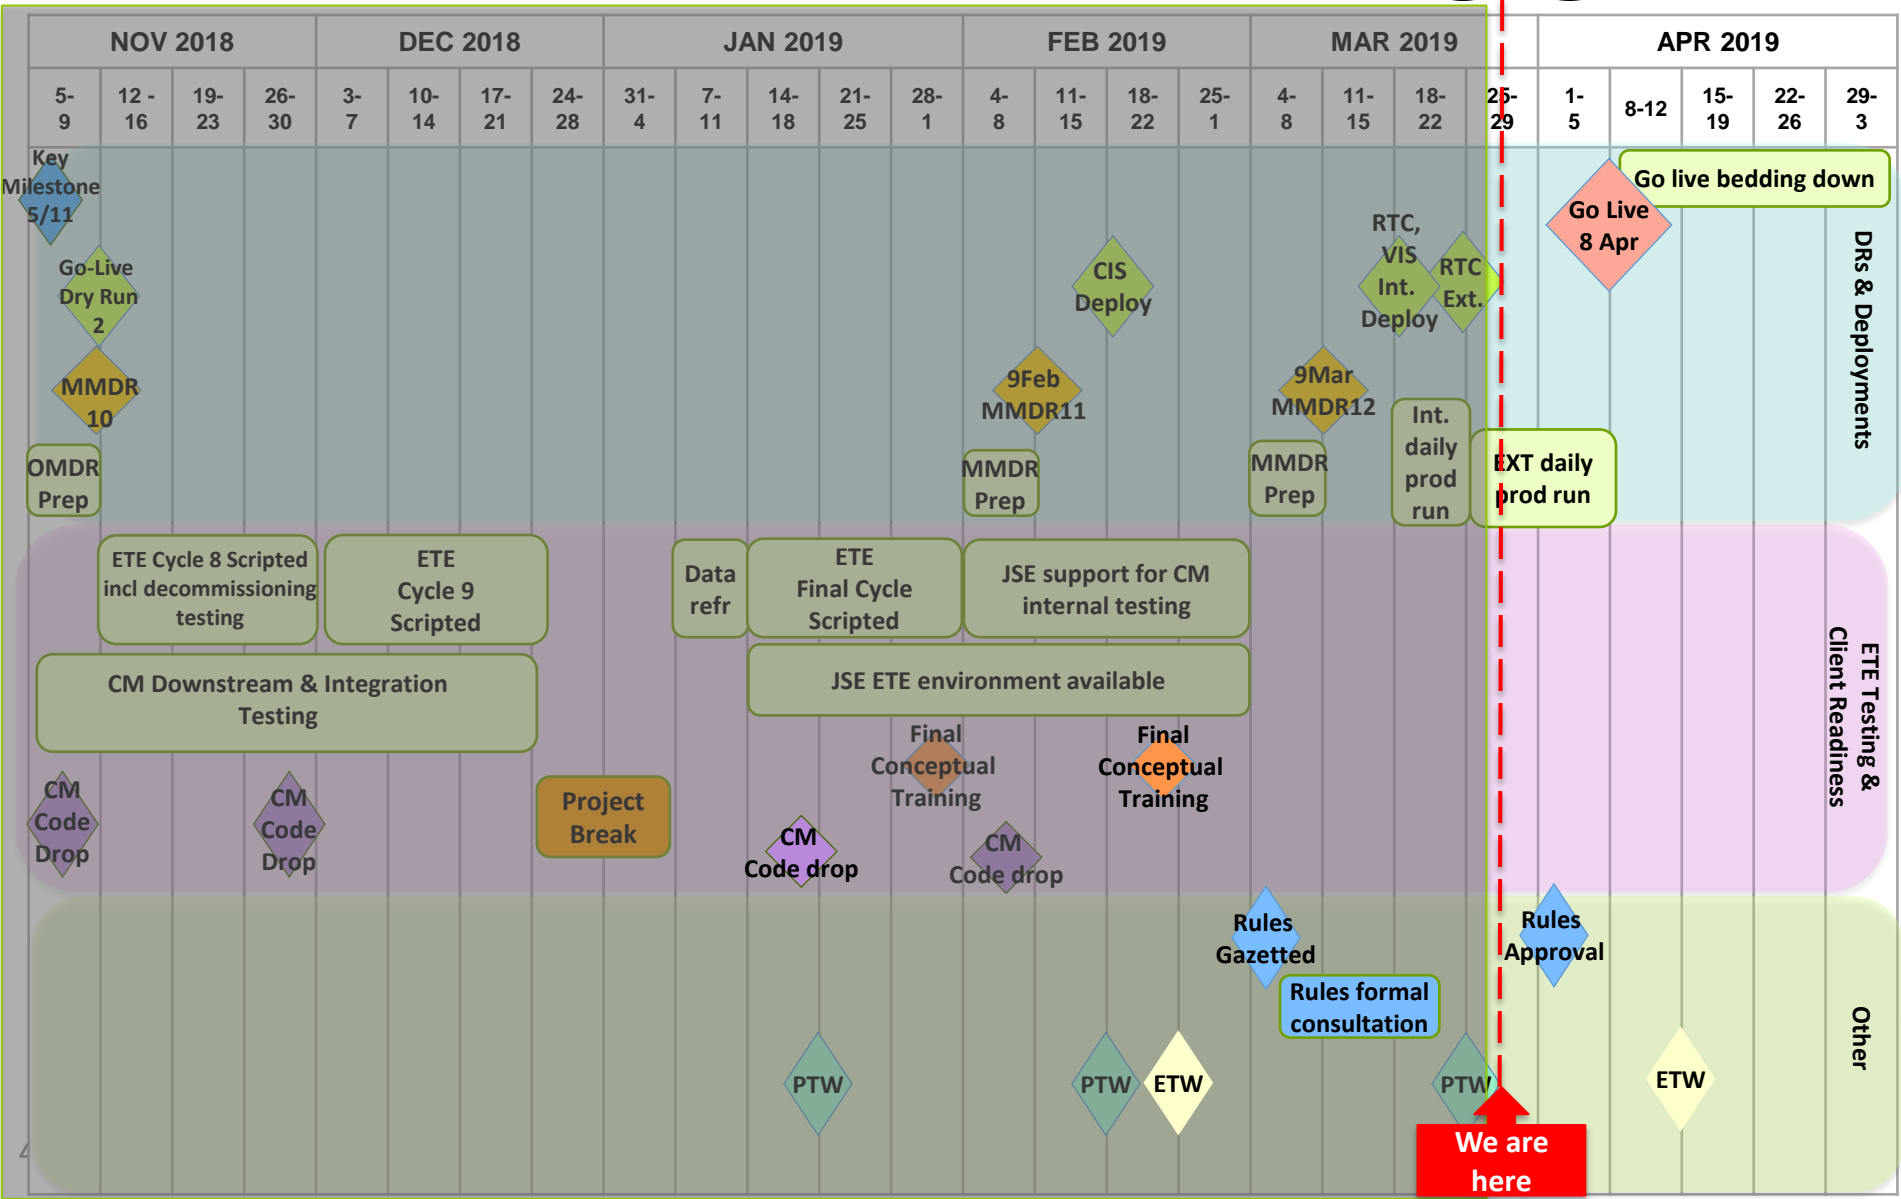 NOV 2018
DEC 2018
JAN 2019
FEB 2019
MAR 2019
APR 2019
5-
9
12 -
16
19-
23
26-
30
3-
7
10-
14
17-
21
24-
28
31-
4
7-
11
14-
18
21-
25
28-
1
4-
8
11-
15
18-
22
25-
1
4-
8
11-
15
18-
22
25-
29
1-
5
8-12
15-
19
22-
26
29-
3
Key
Milestone
5/11
Go live bedding down
Go Live
8 Apr
Go-Live
Dry Run
2
CIS
Deploy
RTC,
VIS
Int.
Deploy
RTC
Ext.
MMDR
10
9Feb
MMDR11
9Mar
MMDR12
OMDR
Prep
MMDR
Prep
MMDR
Prep
Int.
daily
prod
run
EXT daily
prod run
DRs & Deployments
ETE Cycle 8 Scripted
incl decommissioning
testing
ETE
Cycle 9
Scripted
Data
refr
ETE
Final Cycle
Scripted
JSE support for CM
internal testing
CM Downstream & Integration
Testing
JSE ETE environment available
Final
Conceptual
Training
Final
Conceptual
Training
CM
Code
Drop
CM
Code
Drop
Project
Break
CM
Code drop
CM
Code drop
ETE Testing &
Client Readiness
Rules
Gazetted
Rules
Approval
Rules formal
consultation
PTW
PTW
ETW
PTW
ETW
Other
We are
here